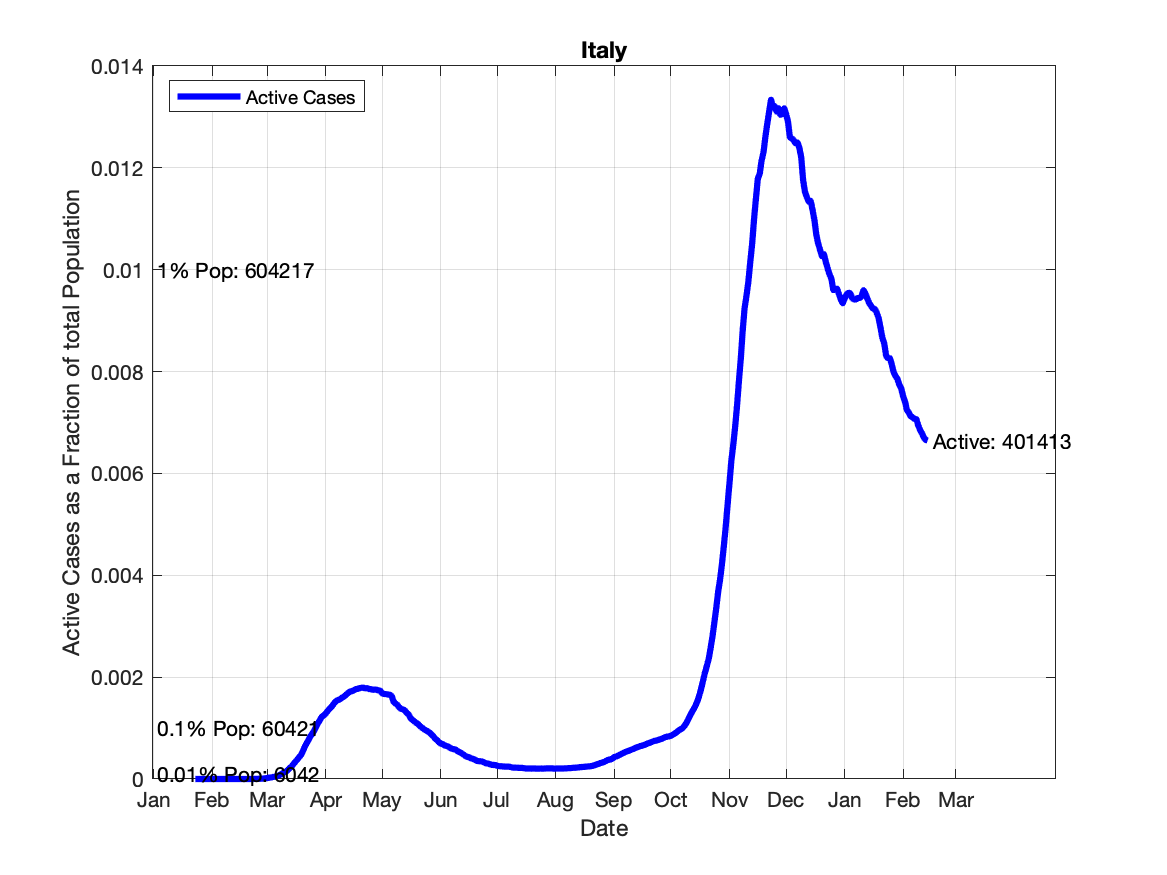 Italy
Active Cases
0.014
0.012
0.01
0.008
0.006
0.004
0.002
0
Active Cases as a Fraction of total Population
1% Pop: 604217
0.1% Pop: 60421
0.01% Pop: 6042
Active: 401413
Jan Feb Mar Apr May Jun Jul Aug Sep Oct Nov Dec Jan Feb Mar
Date